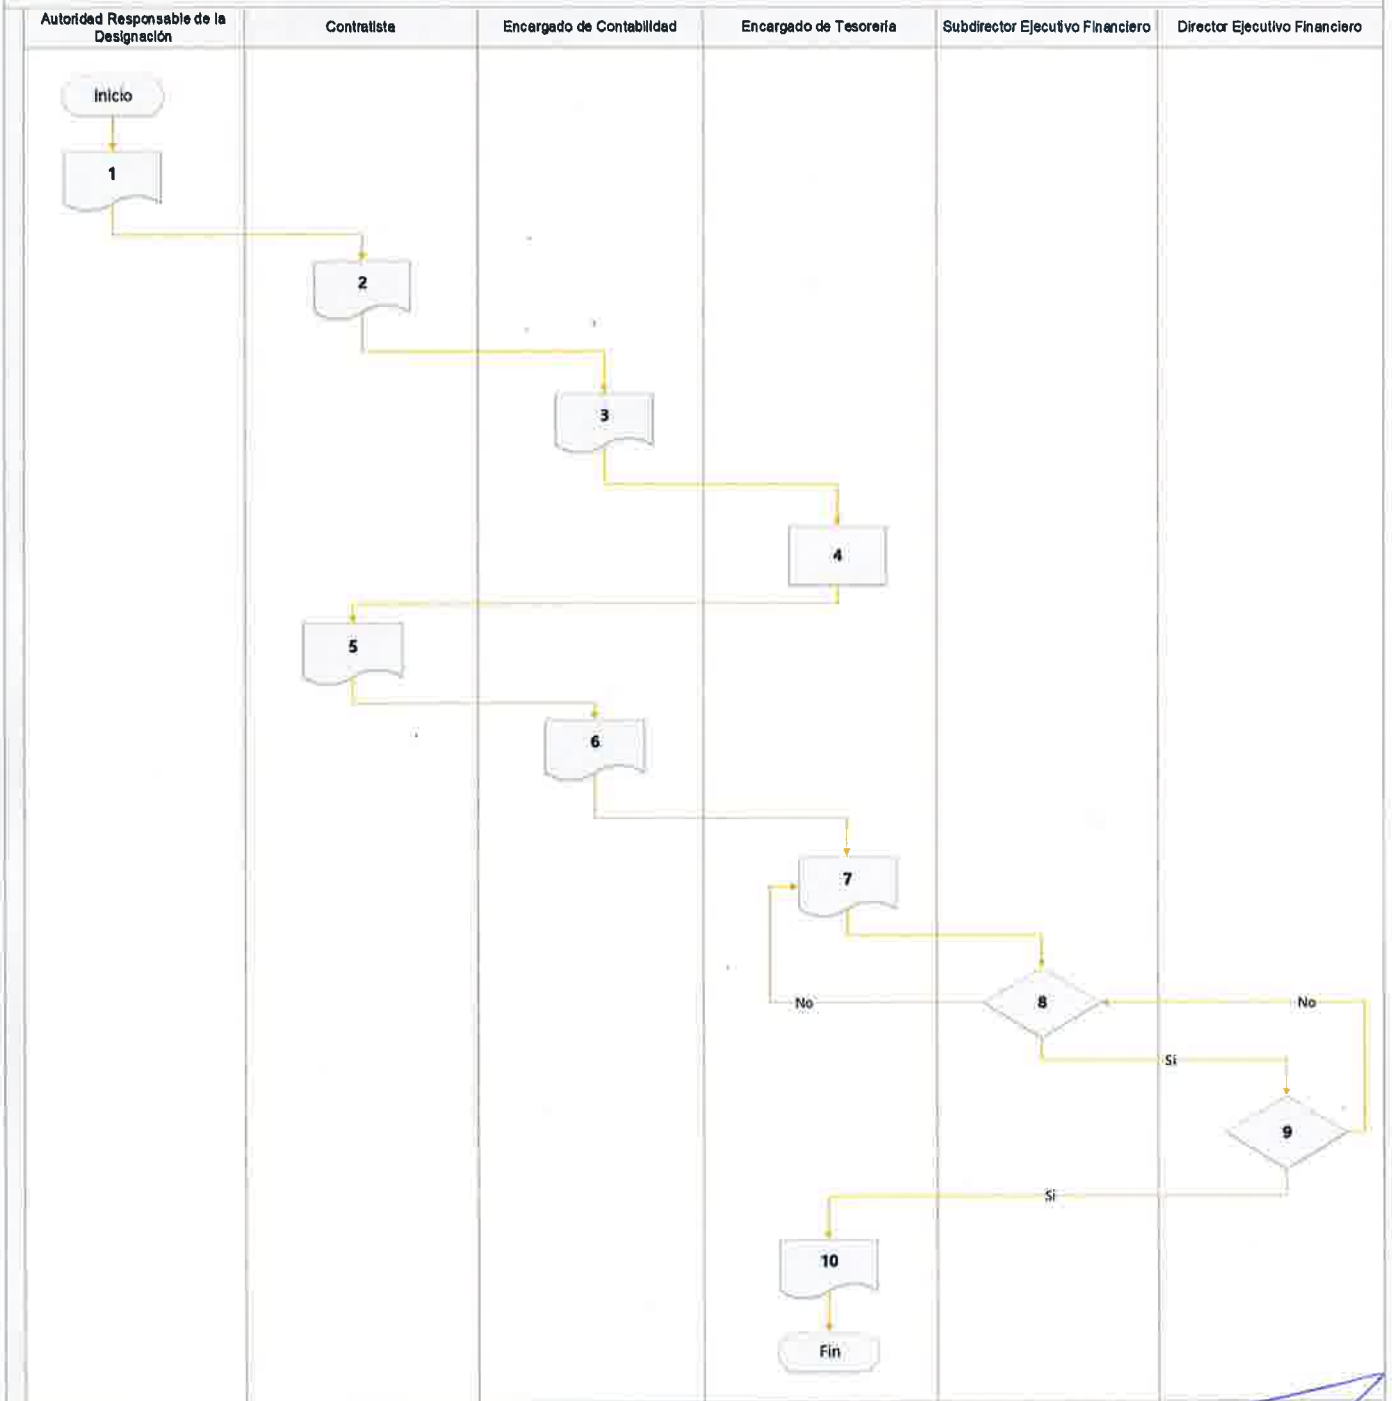 Autoridad Responsable de la
Designación
Contratista
Encargado de Contabilidad
Encargado de Tesorería
Subdirector Ejecutivo Financiero
Director Ejecutivo Financiero
Inicio
1
2
3
4
5
6
7
8
No
No
Si
9
Si
10
Fin